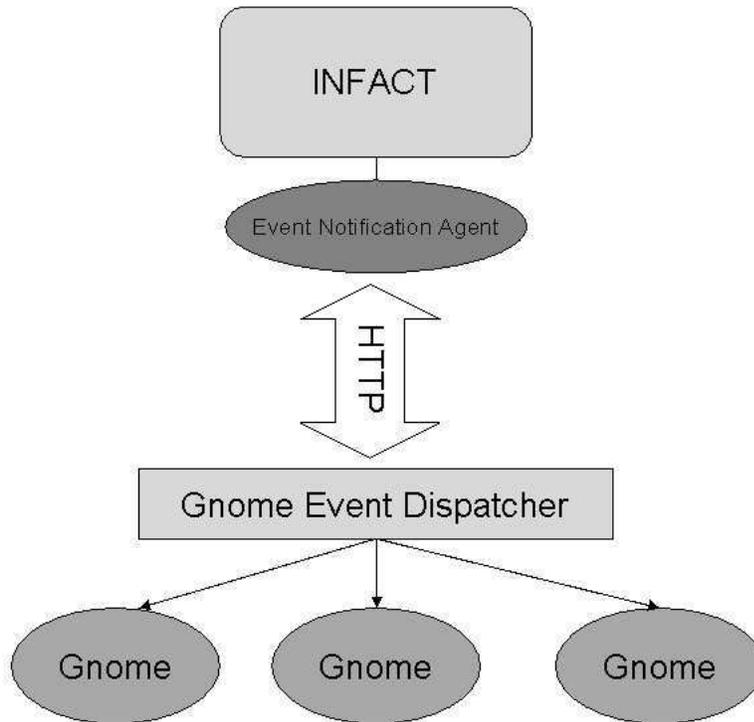 INFACT
Event Notification Agent
HTTP
Gnome Event Dispatcher
Gnome
Gnome
Gnome